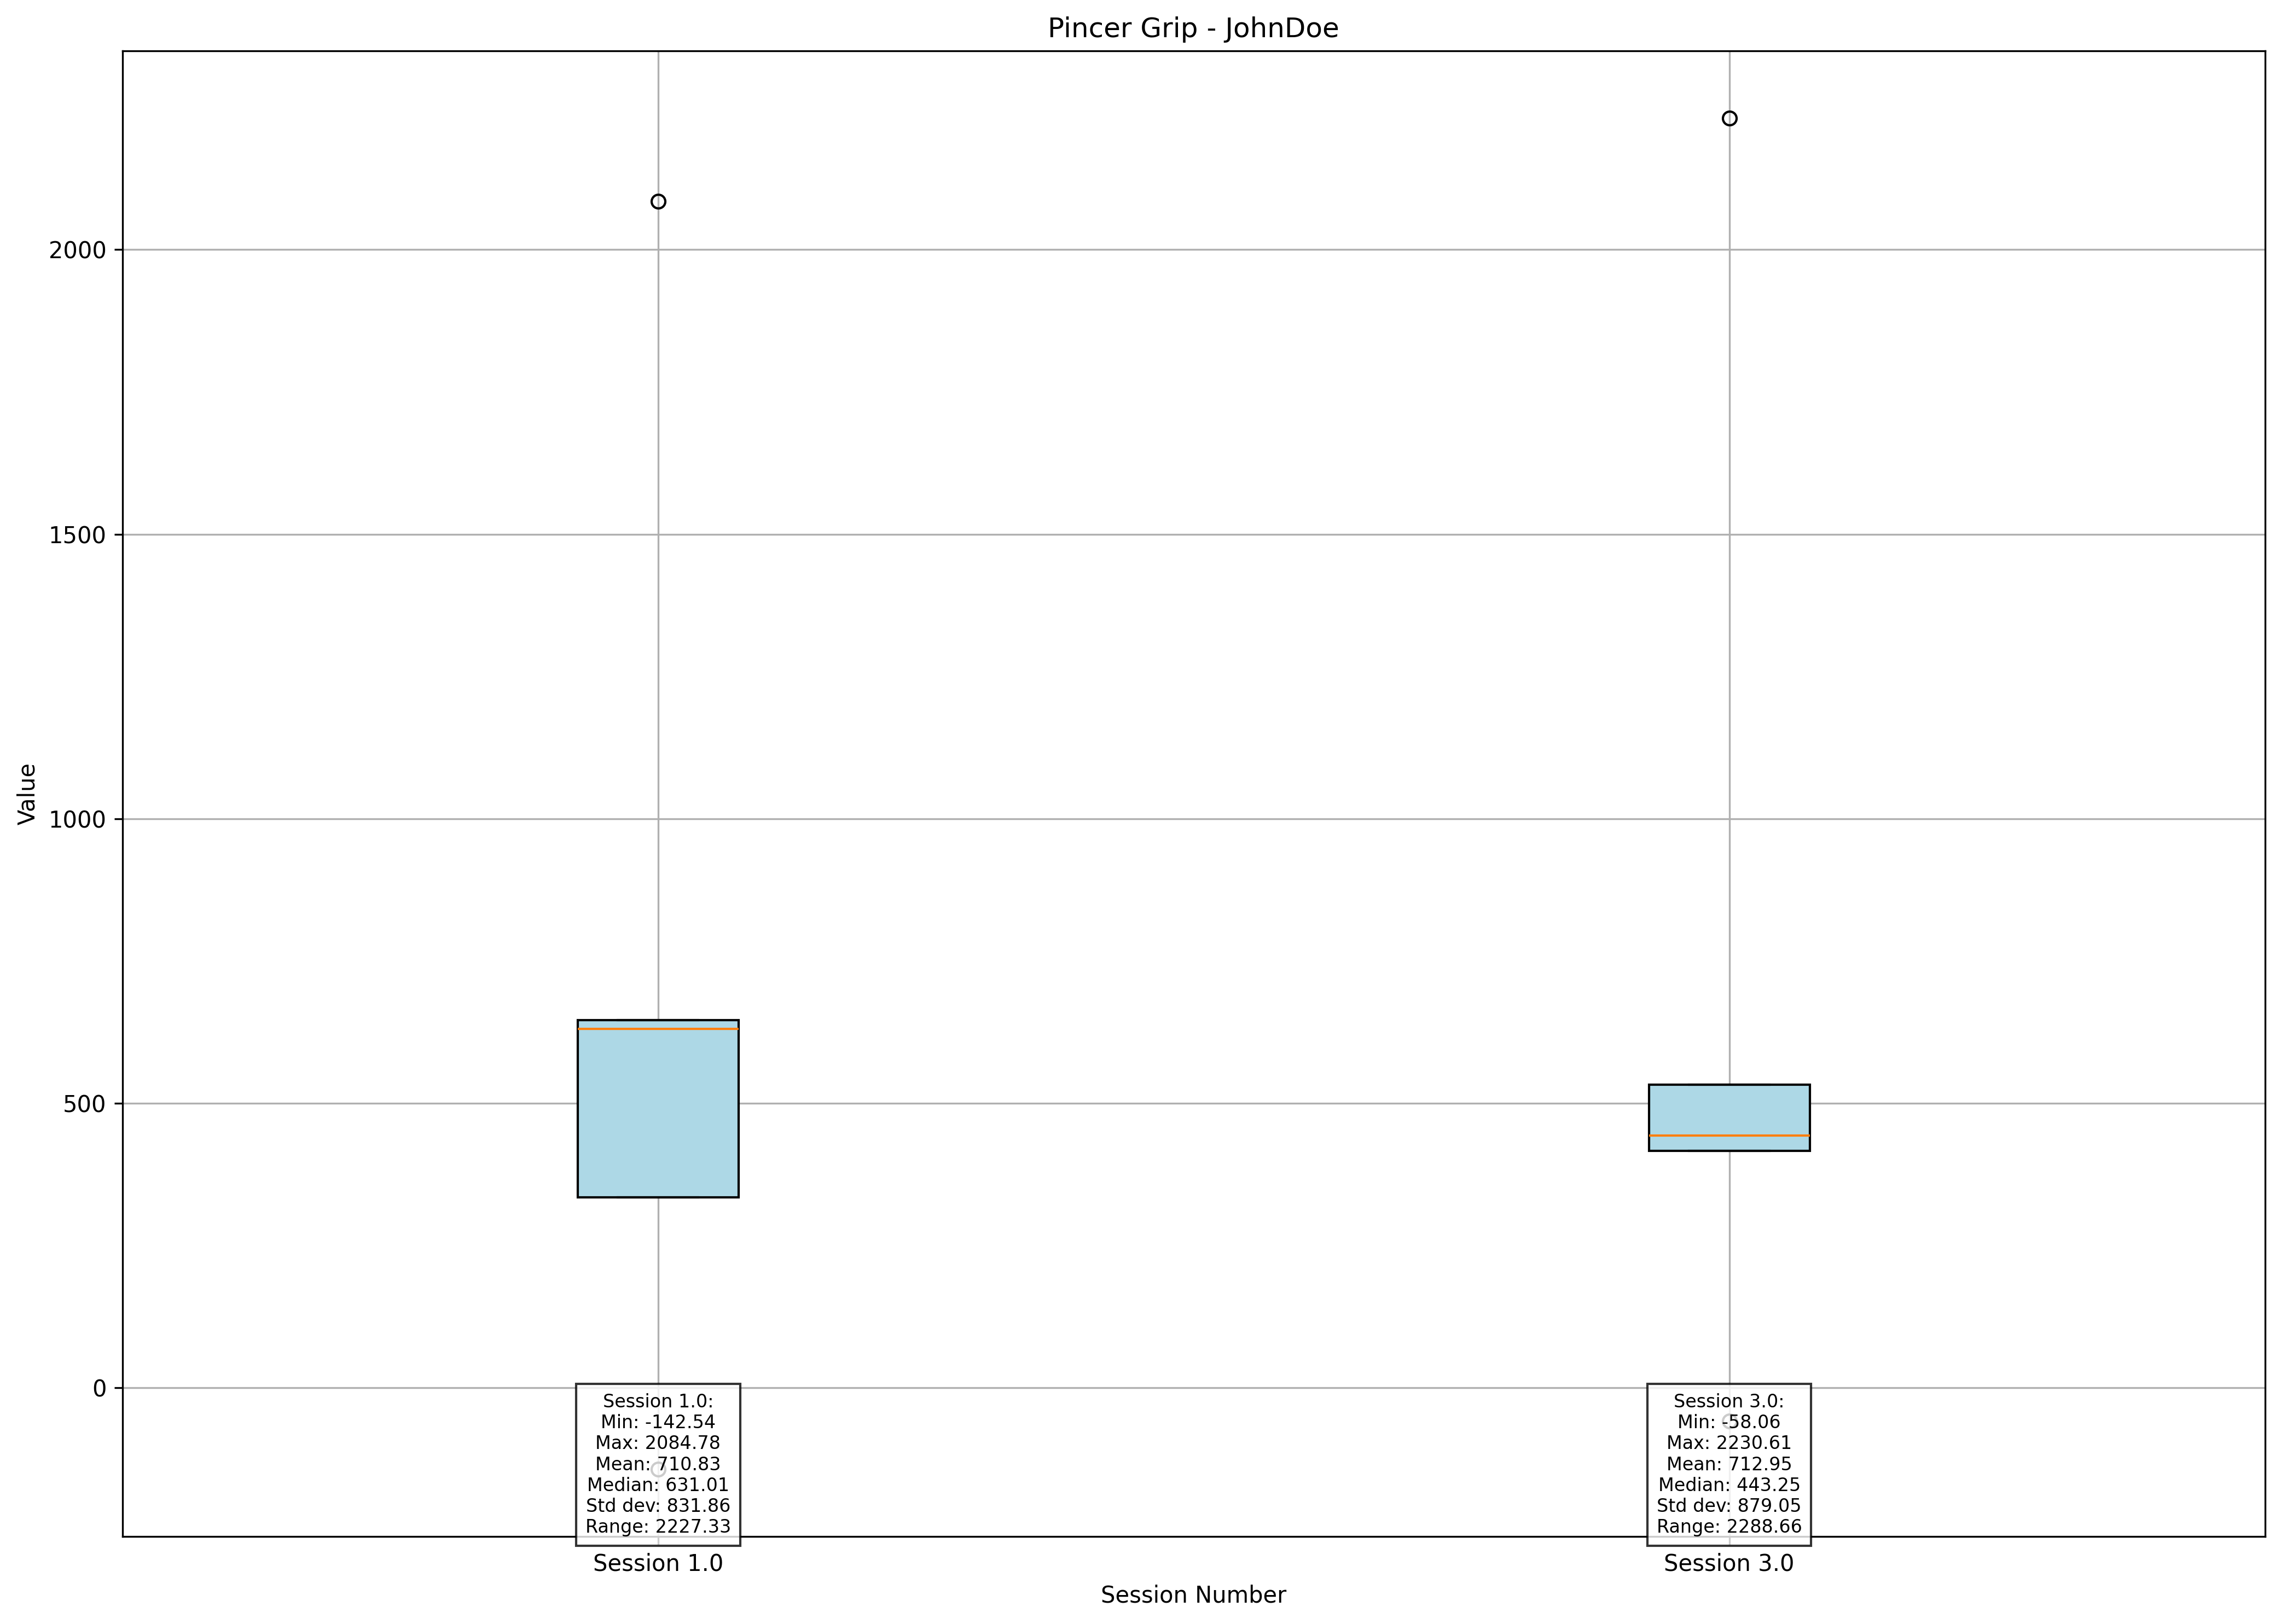 Pincer Grip - JohnDoe
Value
2000
1500
1000
500
0
Session 1.0:
Min: -142.54
Max: 2084.78
Mean: 710.83
Median: 631.01
Std dev: 831.86
Range: 2227.33
Session 3.0:
Min: -58.06
Max: 2230.61
Mean: 712.95
Median: 443.25
Std dev: 879.05
Range: 2288.66
Session 1.0
Session 3.0
Session Number